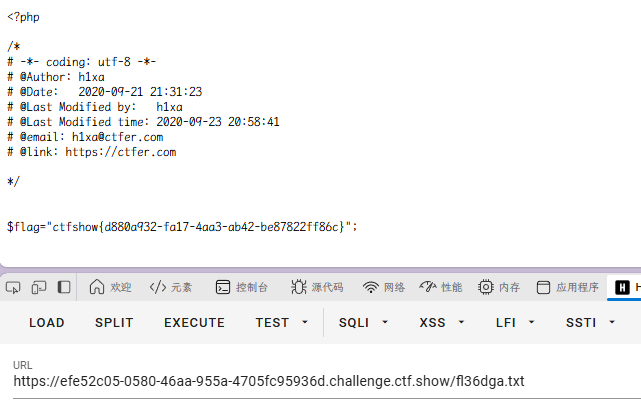 <?php
/*
# -*- coding: utf-8 -*-
# @Author: h1xa
# @Date:   2020-09-21 21:31:23
# @Last Modified by:   h1xa
# @Last Modified time: 2020-09-23 20:58:41
# @email: h1xa@ctfer.com
# @link: https://ctfer.com
*/
$flag="ctfshow{d880a932-fa17-4aa3-ab42-be87822ff86c}";
欢迎 元素 控制台 源代码 网络 性能 内存 应用程序 H H
LOAD SPLIT EXECUTE TEST SQLI XSS LFI SSTI
URL
https://efe52c05-0580-46aa-955a-4705fc95936d.challenge.ctf.show/fl36dga.txt